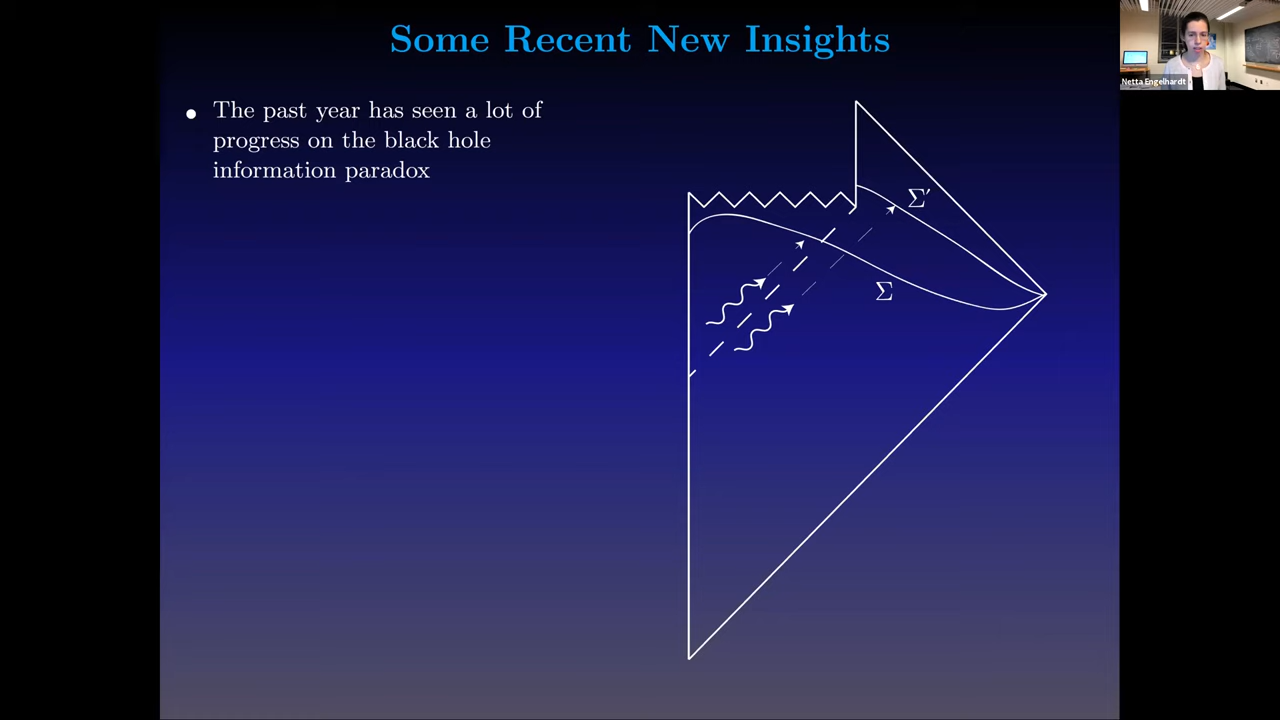 Some Recent New Insights
The past year has seen a lot of
progress on the black hole
information paradox
Σ′
Σ
Netta Engelhardt